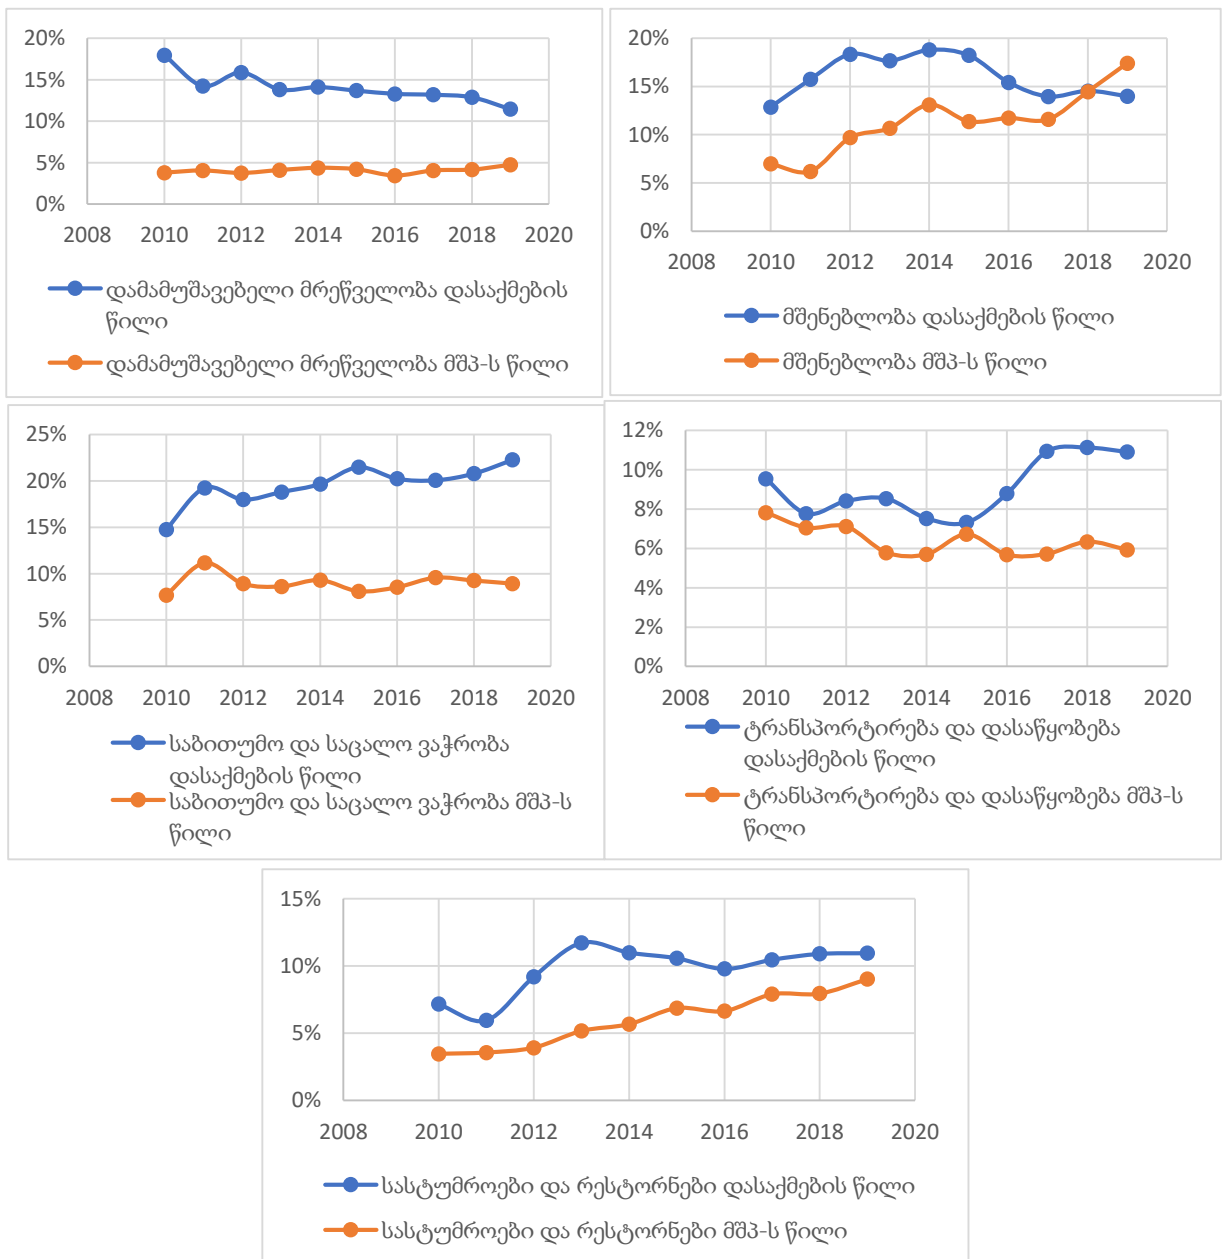 20%
15%
10%
5%
0%
2008 2010 2012 2014 2016 2018 2020
დამამუშავებელი მრეწველობა დასაქმების
წილი
დამამუშავებელი მრეწველობა მშპ-ს წილი
20%
15%
10%
5%
0%
2008 2010 2012 2014 2016 2018 2020
მშენებლობა დასაქმების წილი
მშენებლობა მშპ-ს წილი
25%
20%
15%
10%
5%
0%
2008 2010 2012 2014 2016 2018 2020
საბითუმო და საცალო ვაჭრობა
დასაქმების წილი
საბითუმო და საცალო ვაჭრობა მშპ-ს
წილი
12%
10%
8%
6%
4%
2%
0%
2008 2010 2012 2014 2016 2018 2020
ტრანსპორტირება და დასაწყობება
დასაქმების წილი
ტრანსპორტირება და დასაწყობება მშპ-ს
წილი
15%
10%
5%
0%
2008 2010 2012 2014 2016 2018 2020
სასტუმროები და რესტორნები დასაქმების წილი
სასტუმროები და რესტორნები მშპ-ს წილი